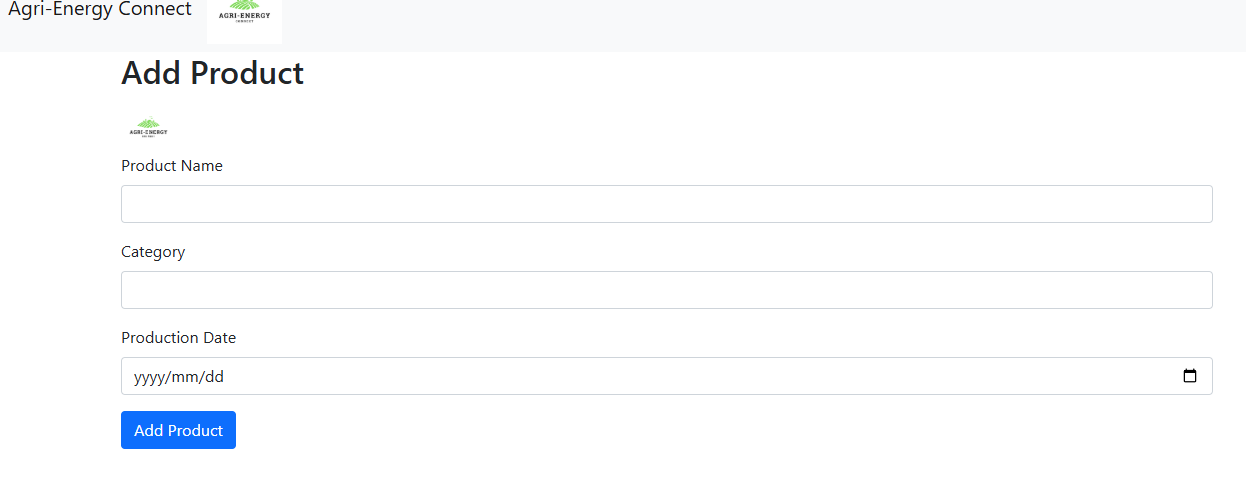 Agri-Energy Connect
AGRI-ENERGY
CONNECT
Add Product
AGRI-ENERGY
Product Name
Category
Production Date
yyyy/mm/dd
Add Product